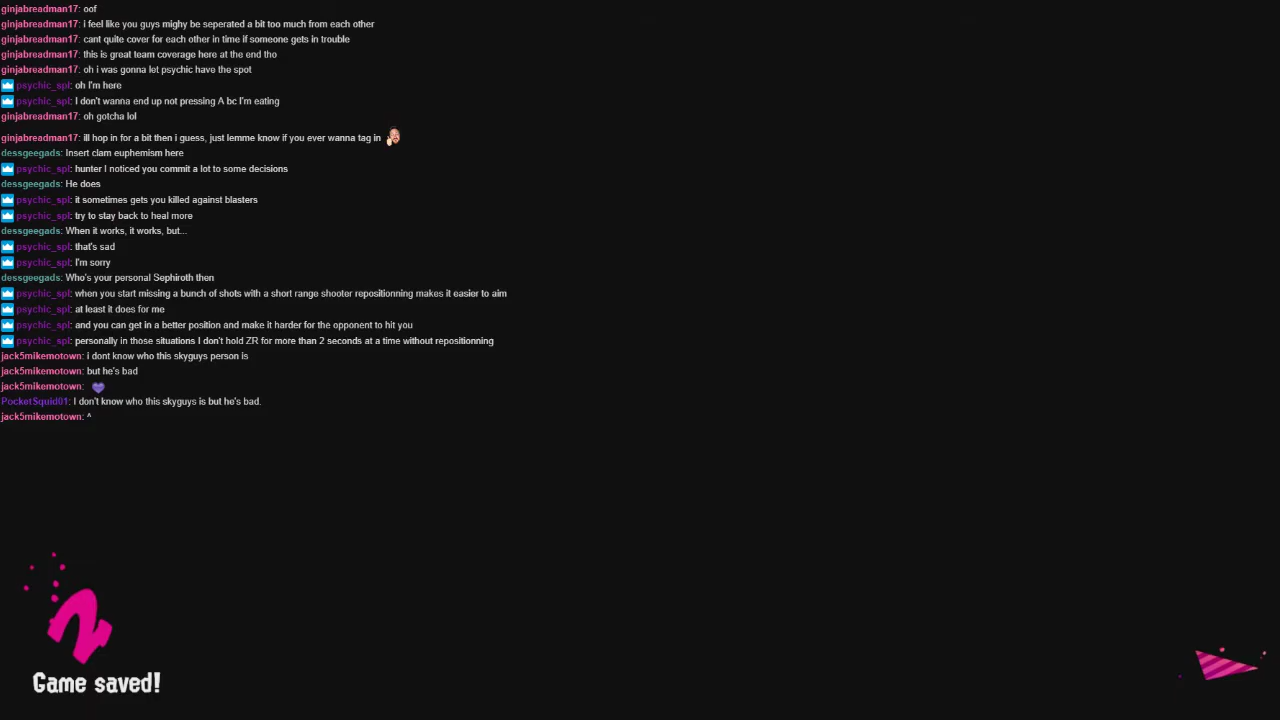 ginjabreadman17: oof
ginjabreadman17: i feel like you guys mighy be seperated a bit too much from each other
ginjabreadman17: cant quite cover for each other in time if someone gets in trouble
ginjabreadman17: this is great team coverage here at the end tho
ginjabreadman17: oh i was gonna let psychic have the spot
psychic_spl: oh I'm here
psychic_spl: I don't wanna end up not pressing A bc I'm eating
ginjabreadman17: oh gotcha lol
ginjabreadman17: ill hop in for a bit then i guess, just lemme know if you ever wanna tag in
dessgeegads: Insert clam euphemism here
psychic_spl: hunter I noticed you commit a lot to some decisions
dessgeegads: He does
psychic_spl: it sometimes gets you killed against blasters
psychic_spl: try to stay back to heal more
dessgeegads: When it works, it works, but...
psychic_spl: that's sad
psychic_spl: I'm sorry
dessgeegads: Who's your personal Sephiroth then
psychic_spl: when you start missing a bunch of shots with a short range shooter repositionning makes it easier to aim
psychic_spl: at least it does for me
psychic_spl: and you can get in a better position and make it harder for the opponent to hit you
psychic_spl: personally in those situations I don't hold ZR for more than 2 seconds at a time without repositionning
jack5mikemotown: i dont know who this skyguys person is
jack5mikemotown: but he's bad
jack5mikemotown:
PocketSquid01: I don't know who this skyguys is but he's bad.
jack5mikemotown: ^
Game saved!